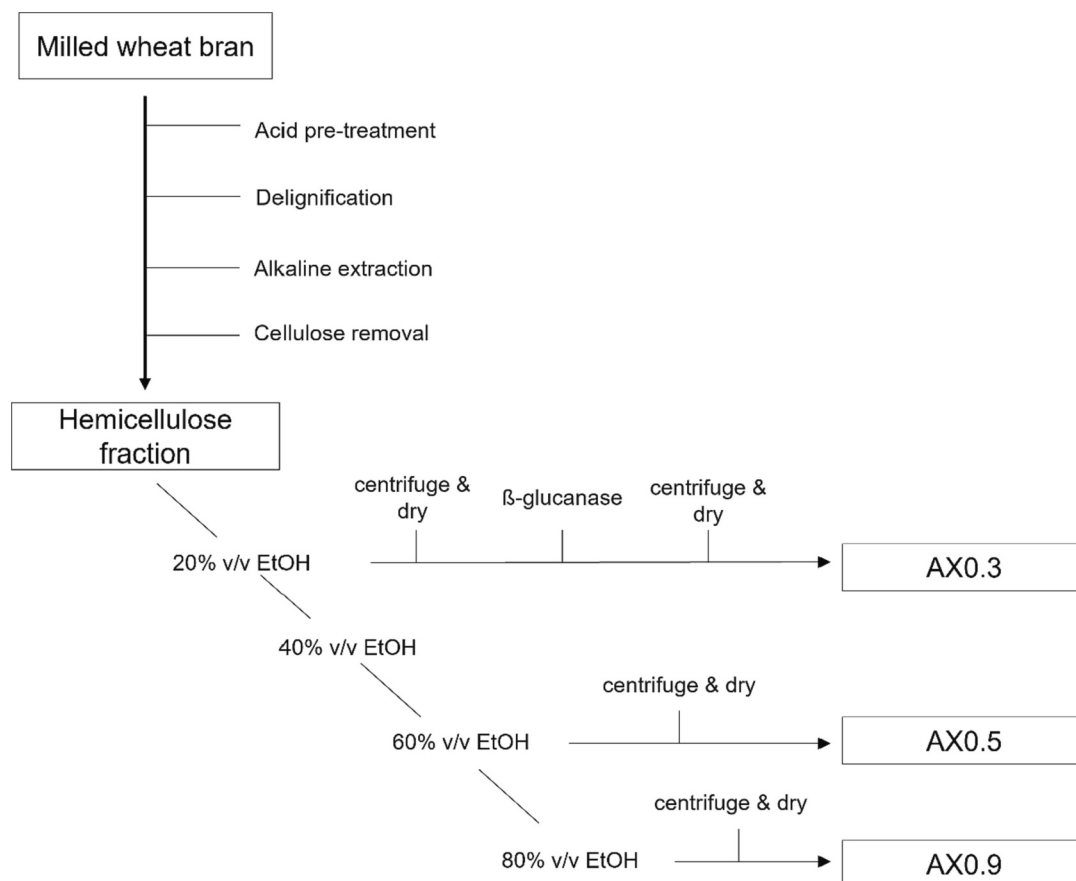 Milled wheat bran
Acid pre-treatment
Delignification
Alkaline extraction
Cellulose removal
Hemicellulose
fraction
centrifuge &
dry
ß-glucanase
centrifuge &
dry
20% v/v EtOH
AX0.3
40% v/v EtOH
centrifuge & dry
60% v/v EtOH
AX0.5
centrifuge & dry
80% v/v EtOH
AX0.9